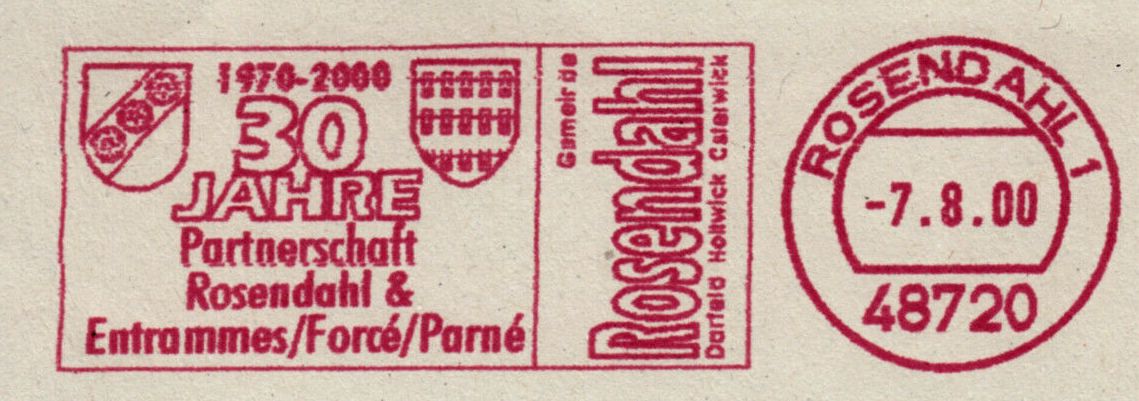 1970-2000
30
JAHRE
Partnerschaft
Rosendahl &
Entrammes/Forcé/Parné
Gemeinde
Rosendahl
Darfeld Holtwick Osterwick
ROSENDAHL 1
-7.8.00
48720